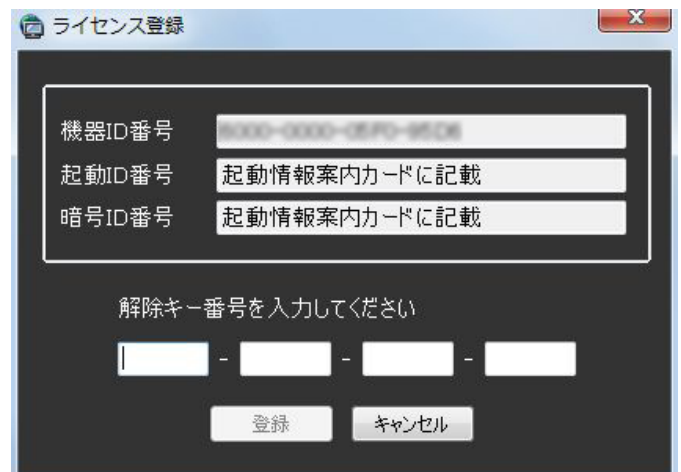 ライセンス登録
機器ID番号
起動ID番号 起動情報案内カードに記載
暗号ID番号 起動情報案内カードに記載
解除キー番号を入力してください
- - -
登録 キャンセル